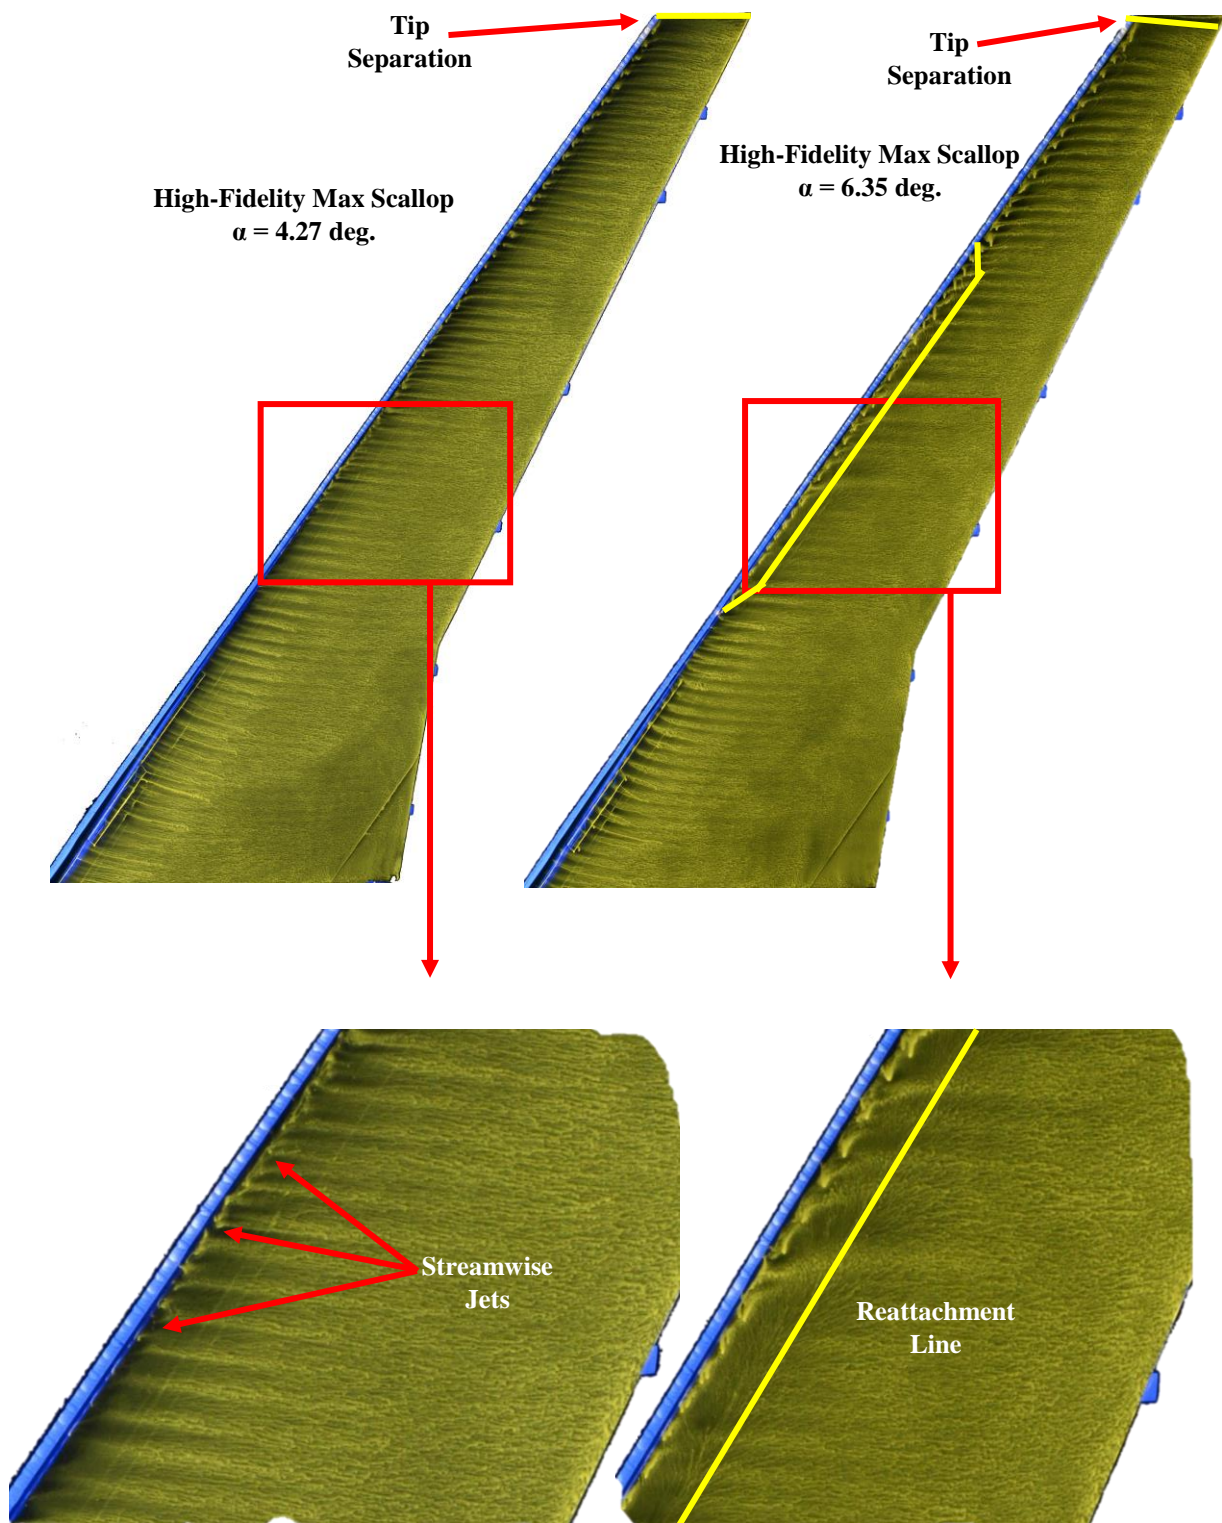 Tip
Separation
Tip
Separation
High-Fidelity Max Scallop
α = 4.27 deg.
High-Fidelity Max Scallop
α = 6.35 deg.
Streamwise
Jets
Reattachment
Line